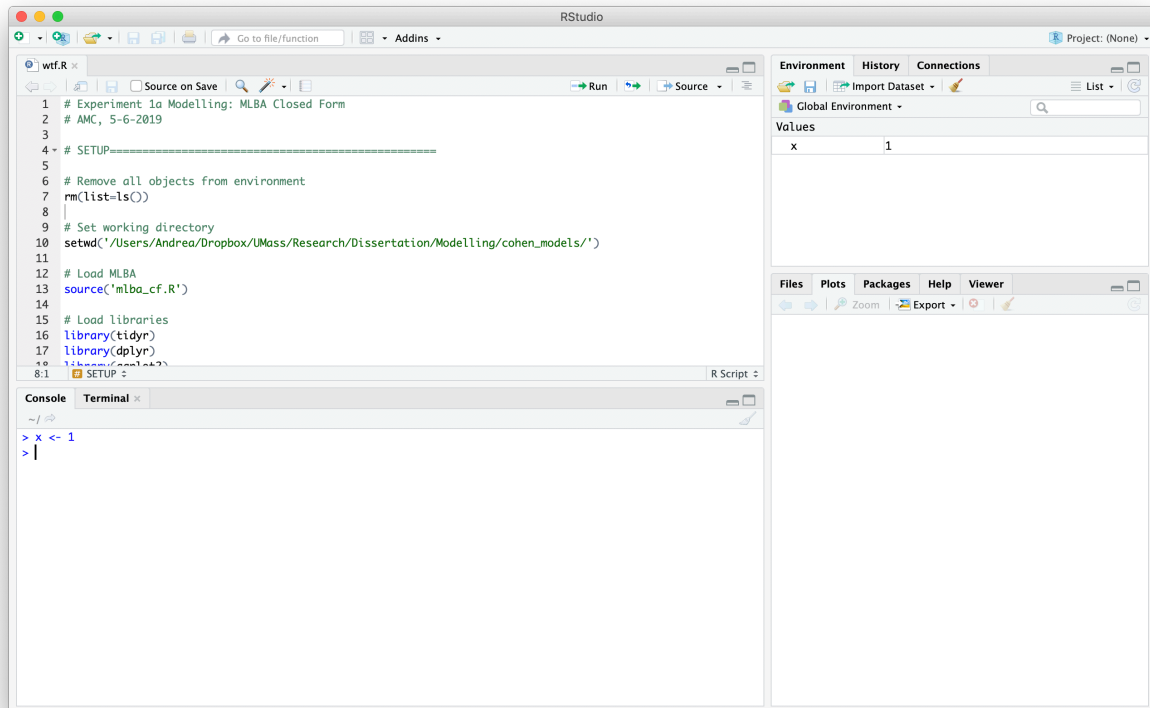 RStudio
Go to file/function
Addins
Project: (None)
wtf.R
Source on Save
Run
Source
1 # Experiment 1a Modelling: MLBA Closed Form
2 # AMC, 5-6-2019
3
4 # SETUP==================================================
5
6 # Remove all objects from environment
7 rm(list=ls())
8
9 # Set working directory
10 setwd('/Users/Andrea/Dropbox/UMass/Research/Dissertation/Modelling/cohen_models/')
11
12 # Load MLBA
13 source('mlba_cf.R')
14
15 # Load libraries
16 library(tidyr)
17 library(dplyr)
18 library(ggplot2)
8:1 SETUP R Script
Console Terminal
~/
> x <- 1
>
Environment History Connections
Import Dataset List
Global Environment
Values
x 1
Files Plots Packages Help Viewer
Zoom Export